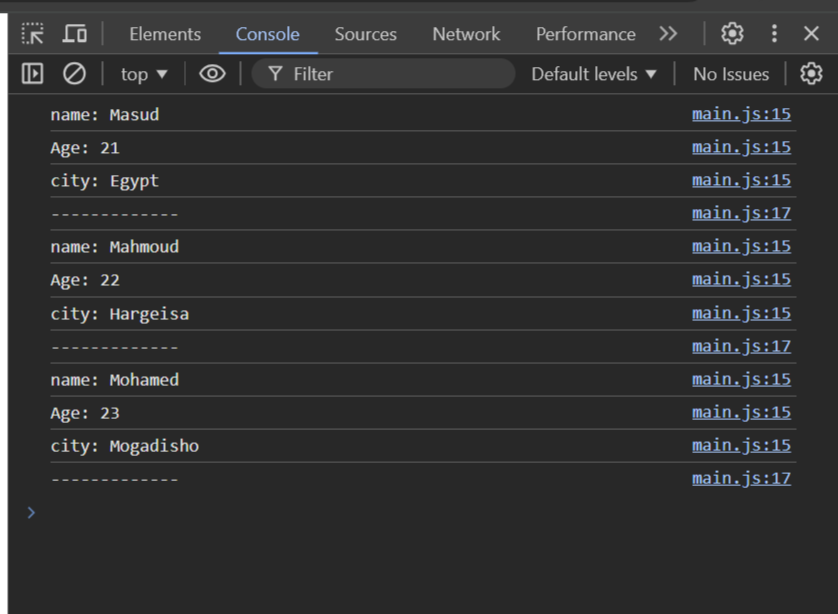 Elements Console Sources Network Performance
top Filter Default levels No Issues
name: Masud main.js:15
Age: 21 main.js:15
city: Egypt main.js:15
------------- main.js:17
name: Mahmoud main.js:15
Age: 22 main.js:15
city: Hargeisa main.js:15
------------- main.js:17
name: Mohamed main.js:15
Age: 23 main.js:15
city: Mogadisho main.js:15
------------- main.js:17